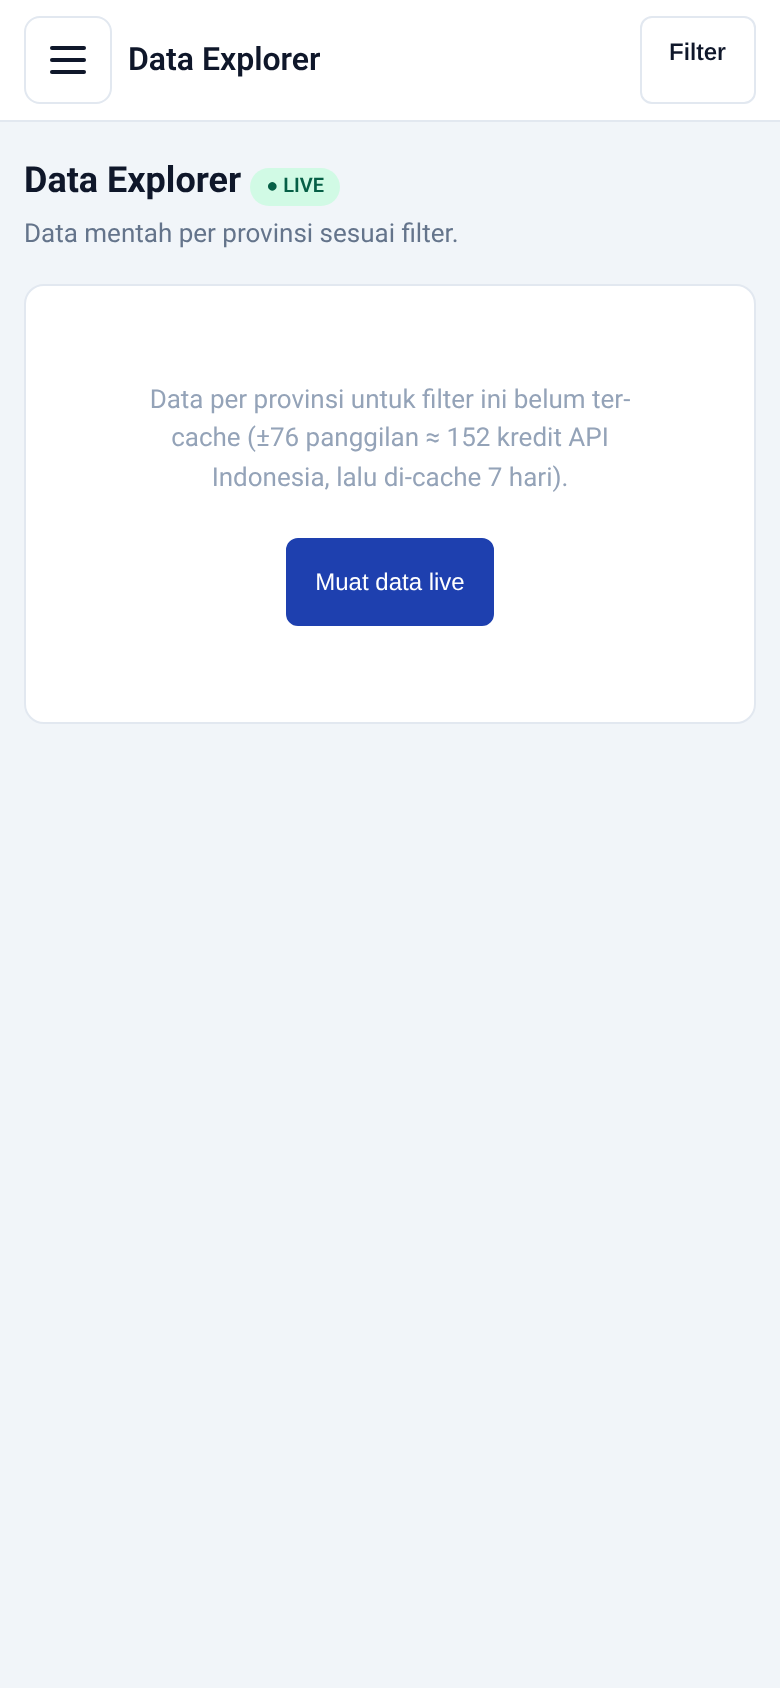 Data Explorer
Filter
Data Explorer
• LIVE
Data mentah per provinsi sesuai filter.
Data per provinsi untuk filter ini belum ter-
cache (±76 panggilan ≈ 152 kredit API
Indonesia, lalu di-cache 7 hari).
Muat data live